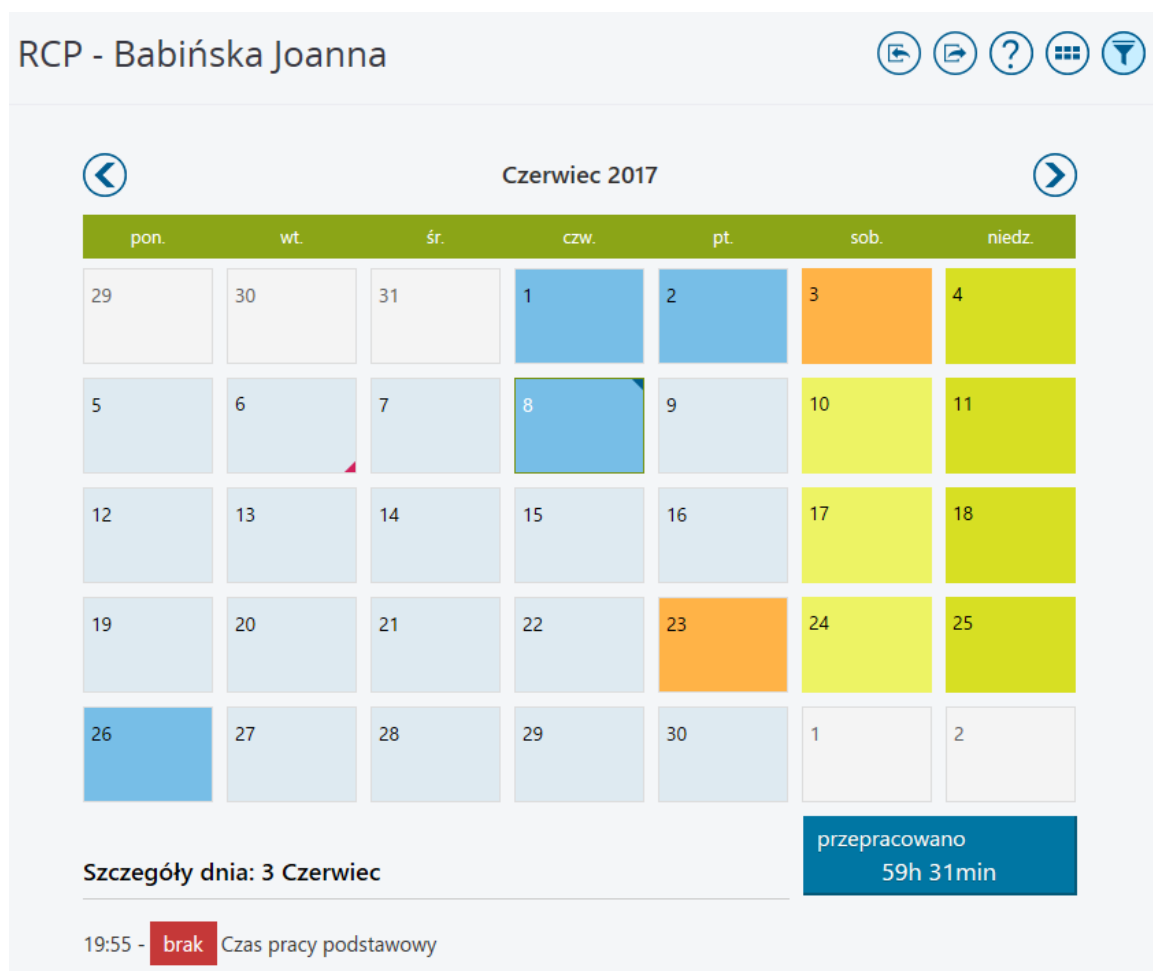 RCP - Babińska Joanna
?
Czerwiec 2017
pon. wt. śr. czw. pt. sob. niedz.
29 30 31 1 2 3 4
5 6 7 8 9 10 11
12 13 14 15 16 17 18
19 20 21 22 23 24 25
26 27 28 29 30 1 2
przepracowano
59h 31min
Szczegóły dnia: 3 Czerwiec
19:55 - brak Czas pracy podstawowy